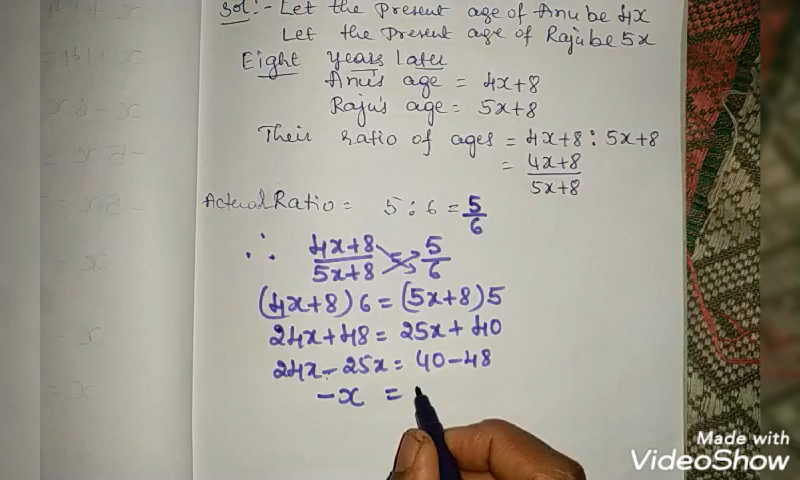 Sol:- Let the Present age of Anu be 4x
Let the Present age of Raju be 5x
Eight Years Later
Anu's age = 4x+8
Raju's age = 5x+8
Their ratio of ages = 4x+8 : 5x+8
= 4x+8
5x+8
Actual Ratio = 5 : 6 = 5/6
∴ 4x+8 = 5
5x+8 6
(4x+8)6 = (5x+8)5
24x+48 = 25x+40
24x-25x = 40-48
-x =
Made with
VideoShow